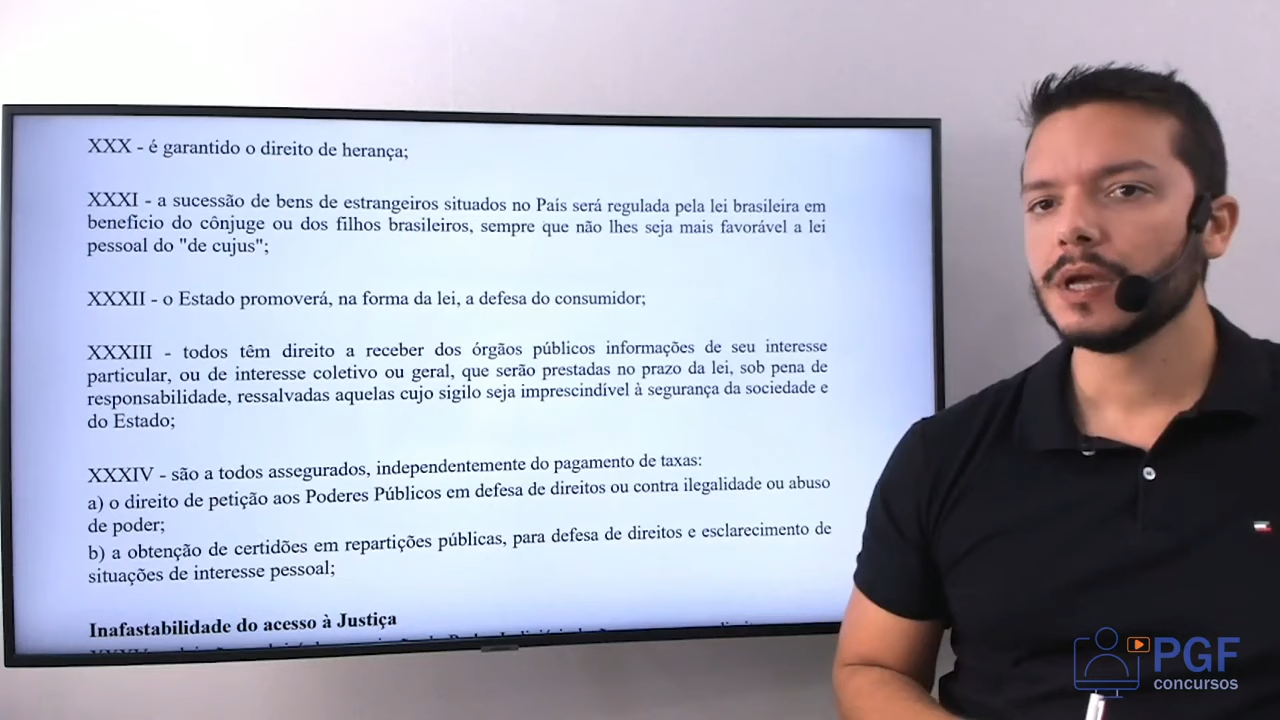 XXX - é garantido o direito de herança;
XXXI - a sucessão de bens de estrangeiros situados no País será regulada pela lei brasileira em
benefício do cônjuge ou dos filhos brasileiros, sempre que não lhes seja mais favorável a lei
pessoal do "de cujus";
XXXII - o Estado promoverá, na forma da lei, a defesa do consumidor;
XXXIII - todos têm direito a receber dos órgãos públicos informações de seu interesse
particular, ou de interesse coletivo ou geral, que serão prestadas no prazo da lei, sob pena de
responsabilidade, ressalvadas aquelas cujo sigilo seja imprescindível à segurança da sociedade e
do Estado;
XXXIV - são a todos assegurados, independentemente do pagamento de taxas:
a) o direito de petição aos Poderes Públicos em defesa de direitos ou contra ilegalidade ou abuso
de poder;
b) a obtenção de certidões em repartições públicas, para defesa de direitos e esclarecimento de
situações de interesse pessoal;
Inafastabilidade do acesso à Justiça
PGF
concursos